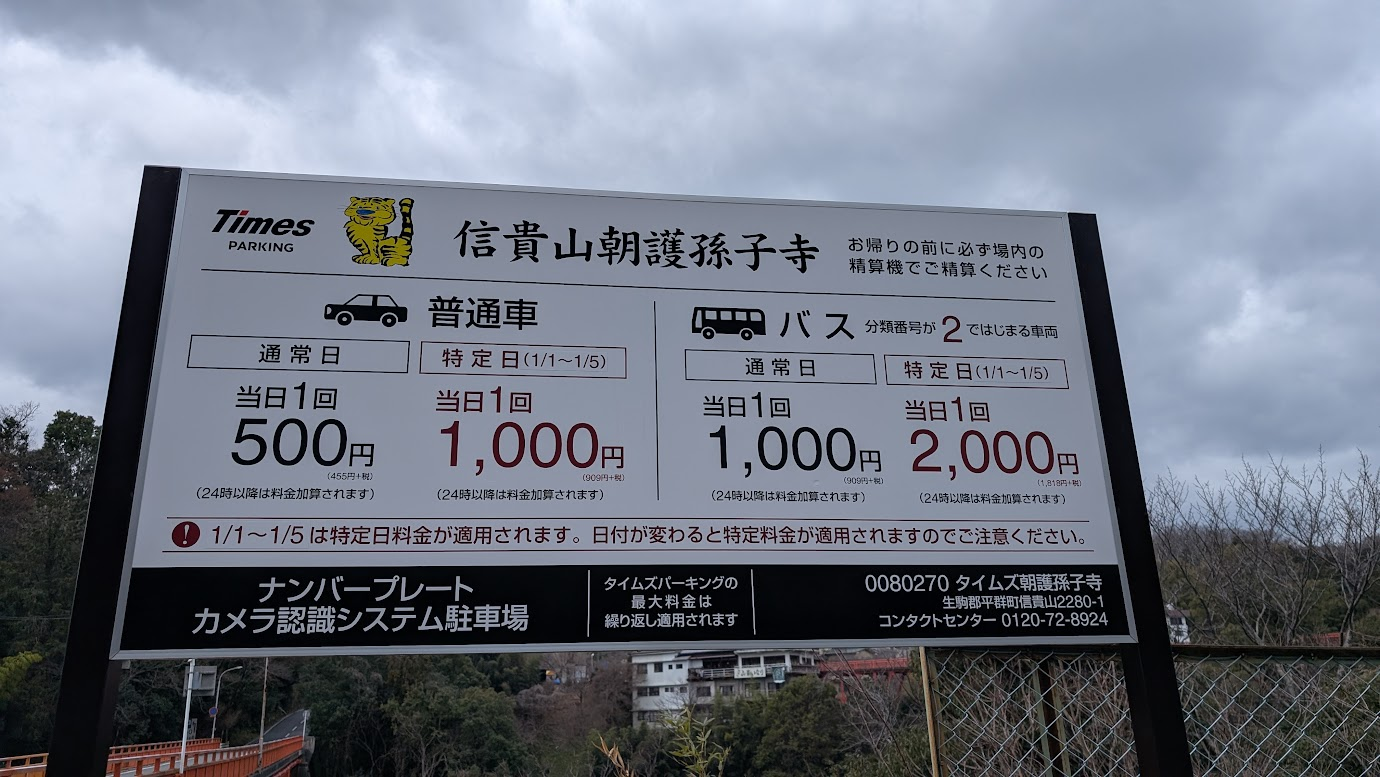 Times
PARKING
信貴山朝護孫子寺
お帰りの前に必ず場内の
精算機でご精算ください
普通車
通常日
特定日(1/1〜1/5)
当日1回
500円
(455円+税)
(24時以降は料金加算されます)
当日1回
1,000円
(909円+税)
(24時以降は料金加算されます)
バス 分類番号が2ではじまる車両
通常日
特定日(1/1〜1/5)
当日1回
1,000円
(909円+税)
(24時以降は料金加算されます)
当日1回
2,000円
(1,818円+税)
(24時以降は料金加算されます)
! 1/1〜1/5は特定日料金が適用されます。日付が変わると特定料金が適用されますのでご注意ください。
ナンバープレート
カメラ認識システム駐車場
タイムズパーキングの
最大料金は
繰り返し適用されます
0080270 タイムズ朝護孫子寺
生駒郡平群町信貴山2280-1
コンタクトセンター 0120-72-8924